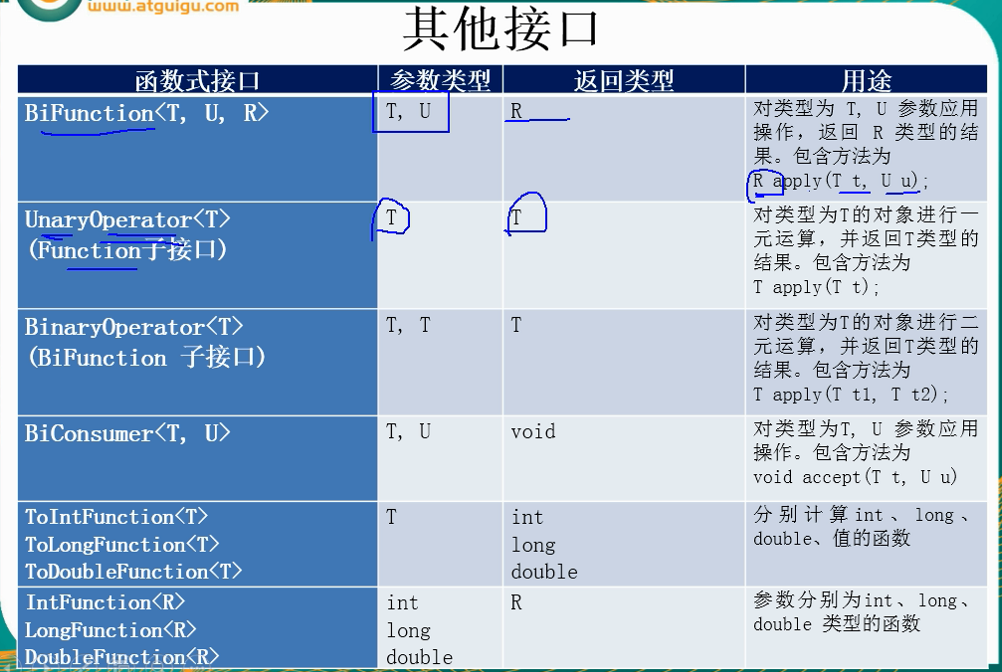 www.atguigu.com
其他接口
函数式接口 参数类型 返回类型 用途
BiFunction<T, U, R>
T, U
R
对类型为 T, U 参数应用
操作，返回 R 类型的结
果。包含方法为
R apply(T t, U u);
UnaryOperator<T>
(Function子接口)
T
T
对类型为T的对象进行一
元运算，并返回T类型的
结果。包含方法为
T apply(T t);
BinaryOperator<T>
(BiFunction 子接口)
T, T
T
对类型为T的对象进行二
元运算，并返回T类型的
结果。包含方法为
T apply(T t1, T t2);
BiConsumer<T, U>
T, U
void
对类型为T, U 参数应用
操作。包含方法为
void accept(T t, U u)
ToIntFunction<T>
ToLongFunction<T>
ToDoubleFunction<T>
T
int
long
double
分别计算int、long、
double、值的函数
IntFunction<R>
LongFunction<R>
DoubleFunction<R>
int
long
double
R
参数分别为int、long、
double 类型的函数